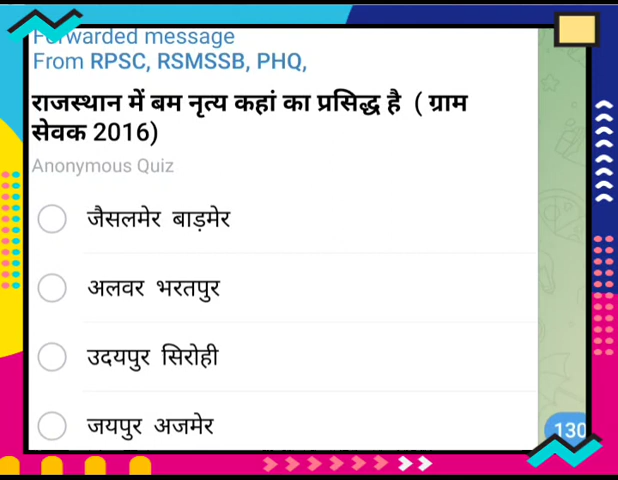 Forwarded message
From RPSC, RSMSSB, PHQ,
राजस्थान में बम नृत्य कहां का प्रसिद्ध है ( ग्राम
सेवक 2016)
Anonymous Quiz
जैसलमेर बाड़मेर
अलवर भरतपुर
उदयपुर सिरोही
जयपुर अजमेर
130